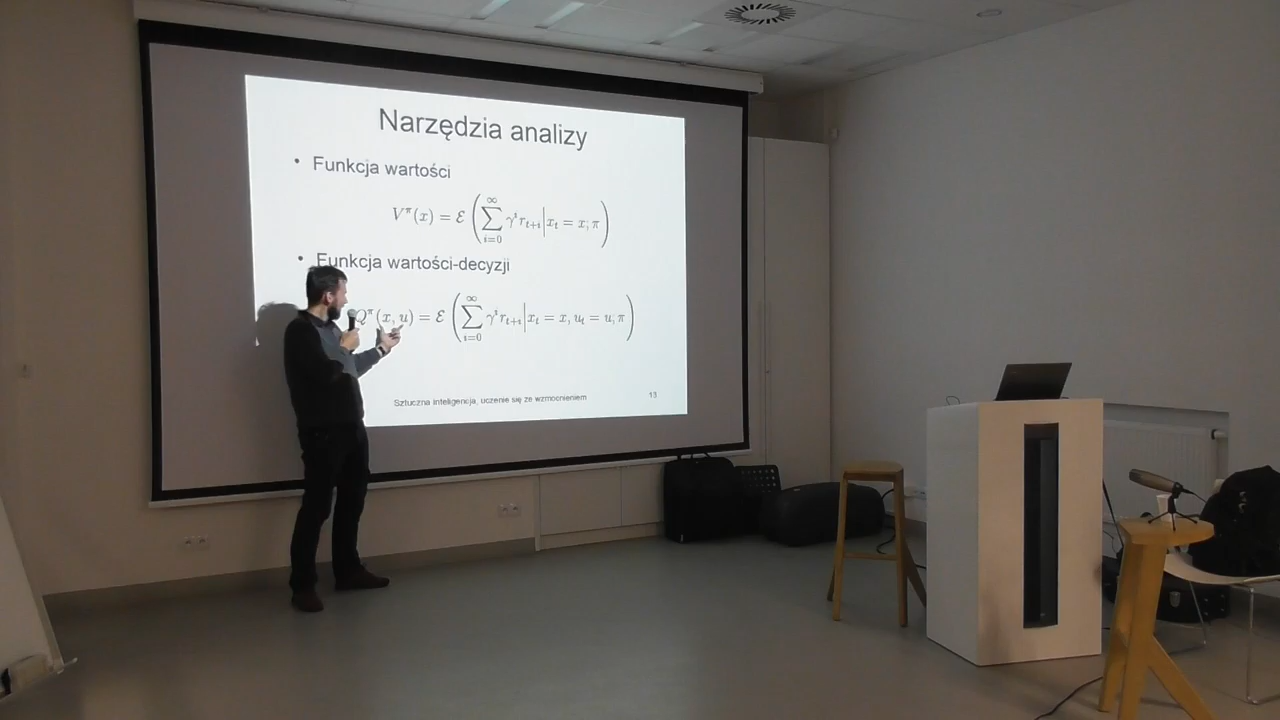 Narzędzia analizy
• Funkcja wartości
V^π(x) = ℰ ( ∑_{i=0}^{∞} γ^i r_{t+i} | x_t = x; π )
• Funkcja wartości-decyzji
Q^π(x, u) = ℰ ( ∑_{i=0}^{∞} γ^i r_{t+i} | x_t = x, u_t = u, π )
Sztuczna inteligencja, uczenie się ze wzmocnieniem 13